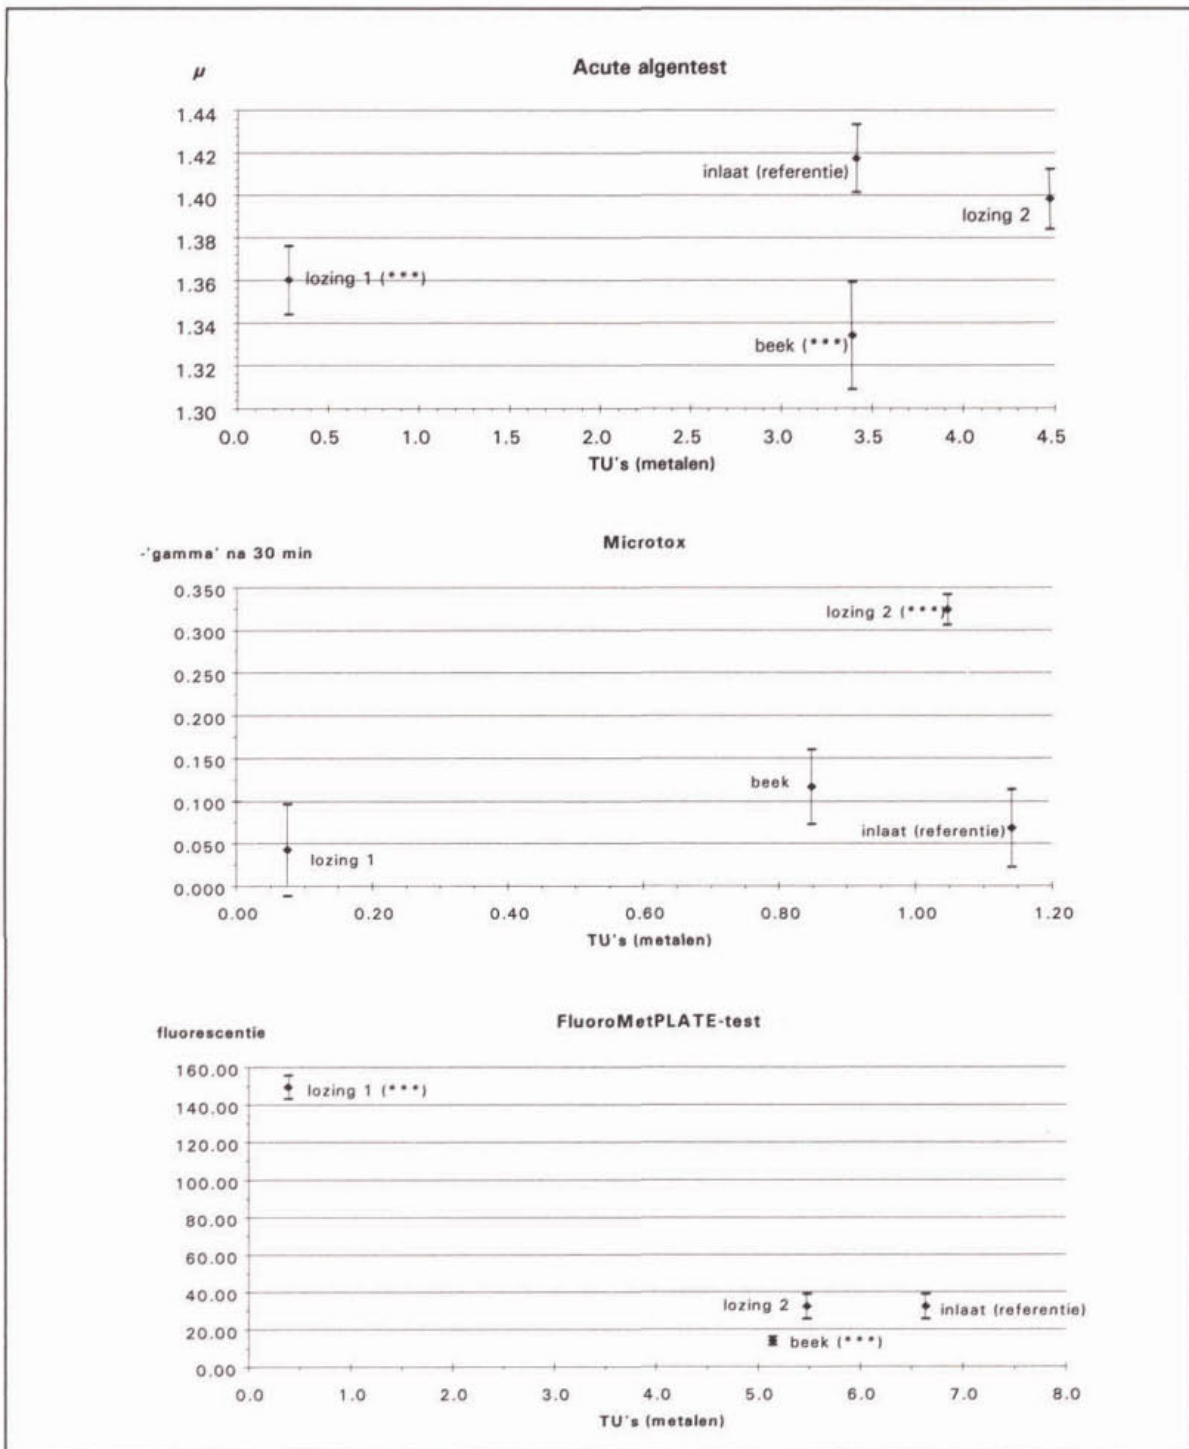 Acute algentest
μ
1.44
1.42
inlaat (referentie)
1.40
lozing 2
1.38
lozing 1 (***)
1.36
1.34
beek (***)
1.32
1.30
0.0 0.5 1.0 1.5 2.0 2.5 3.0 3.5 4.0 4.5
TU's (metalen)
Microtox
-'gamma' na 30 min
0.350
lozing 2 (***)
0.300
0.250
0.200
0.150
beek
0.100
inlaat (referentie)
0.050
lozing 1
0.000
0.00 0.20 0.40 0.60 0.80 1.00 1.20
TU's (metalen)
FluoroMetPLATE-test
fluorescentie
160.00
lozing 1 (***)
140.00
120.00
100.00
80.00
60.00
40.00
lozing 2
inlaat (referentie)
20.00
beek (***)
0.00
0.0 1.0 2.0 3.0 4.0 5.0 6.0 7.0 8.0
TU's (metalen)